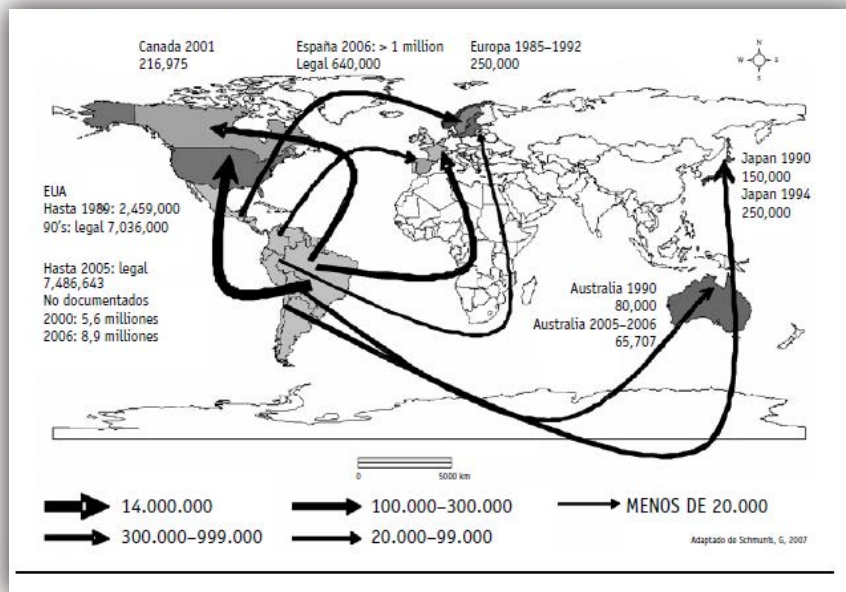 Canada 2001
216,975
España 2006: > 1 million
Legal 640,000
Europa 1985–1992
250,000
N
W
E
S
Japan 1990
150,000
Japan 1994
250,000
EUA
Hasta 1989: 2,459,000
90's: legal 7,036,000
Hasta 2005: legal
7,486,643
No documentados
2000: 5,6 milliones
2006: 8,9 milliones
Australia 1990
80,000
Australia 2005–2006
65,707
0 5000 km
14.000.000
100.000–300.000
MENOS DE 20.000
300.000–999.000
20.000–99.000
Adaptado de Schmunis, G, 2007